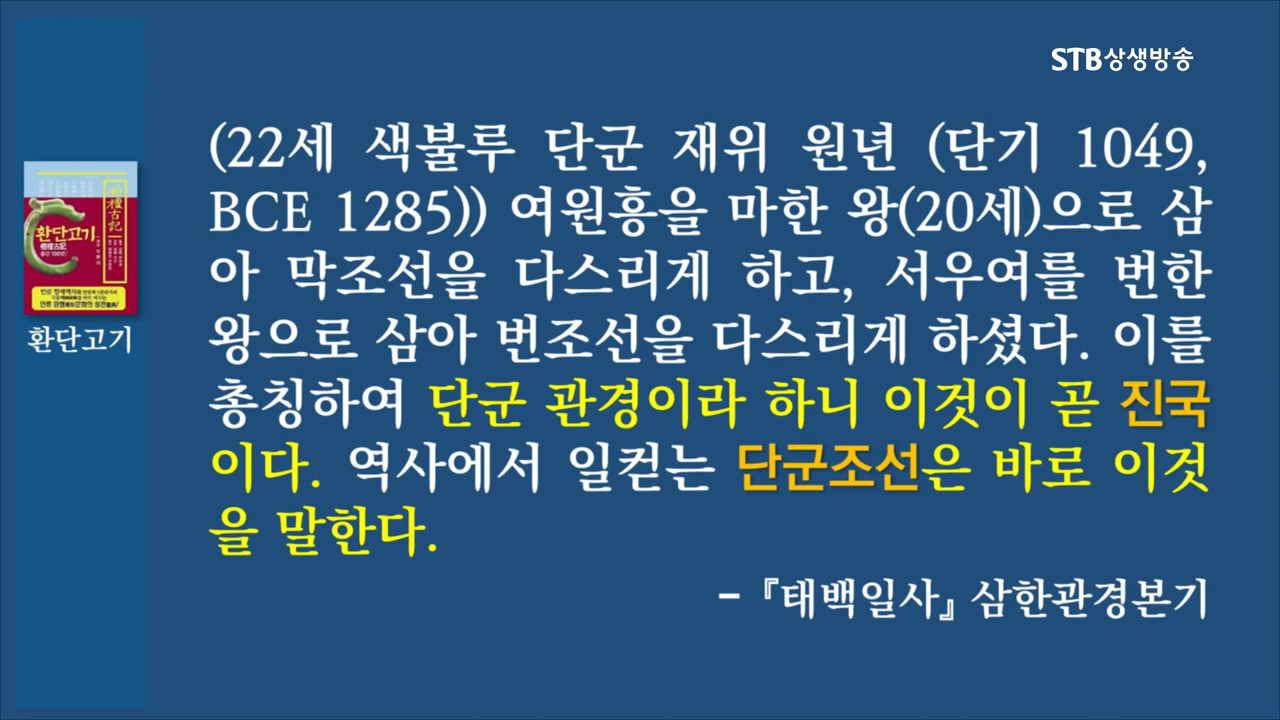 STB상생방송
(22세 색불루 단군 재위 원년 (단기 1049,
BCE 1285)) 여원흥을 마한 왕(20세)으로 삼
아 막조선을 다스리게 하고, 서우여를 번한
왕으로 삼아 번조선을 다스리게 하셨다. 이를
총칭하여 단군 관경이라 하니 이것이 곧 진국
이다. 역사에서 일컫는 단군조선은 바로 이것
을 말한다.
- 『태백일사』 삼한관경본기
환단고기
환단고기